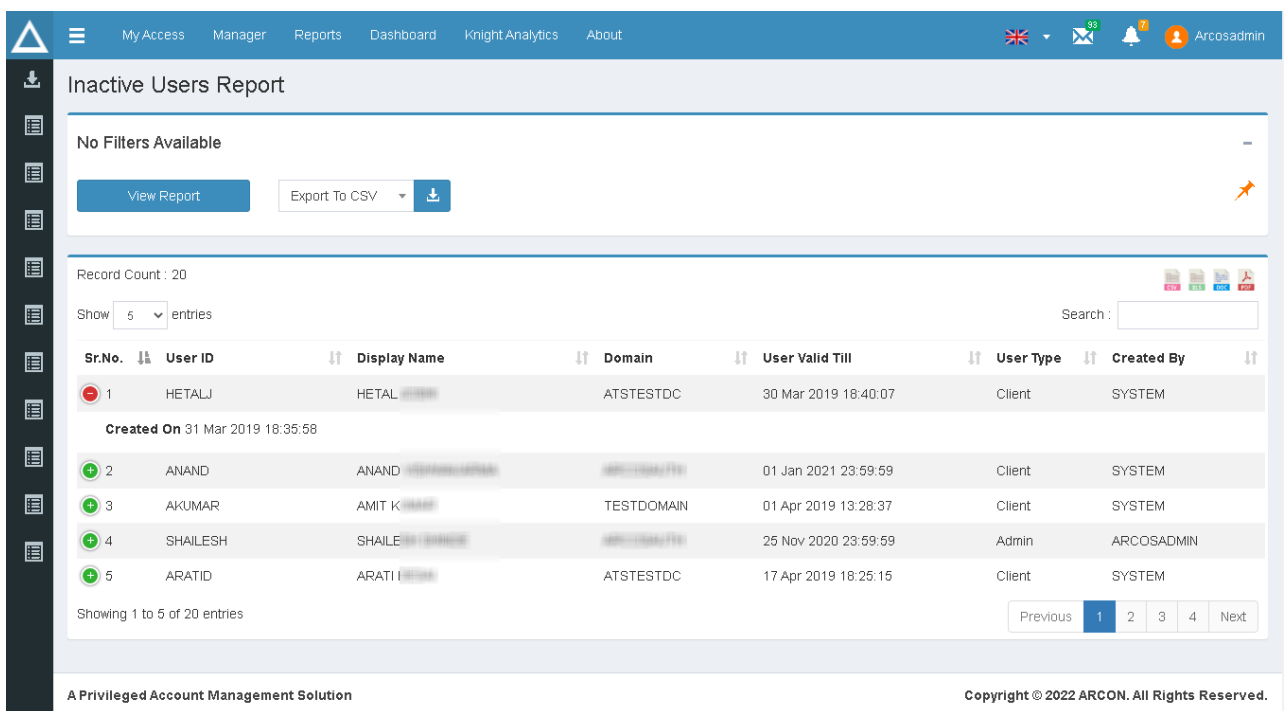 My Access Manager Reports Dashboard Knight Analytics About 93 7 Arcosadmin
Inactive Users Report
No Filters Available
View Report Export To CSV
Record Count : 20
CSV XLS DOC PDF
Show 5 entries Search :
Sr.No. User ID Display Name Domain User Valid Till User Type Created By
1 HETALJ HETAL ATSTESTDC 30 Mar 2019 18:40:07 Client SYSTEM
Created On 31 Mar 2019 18:35:58
2 ANAND ANAND 01 Jan 2021 23:59:59 Client SYSTEM
3 AKUMAR AMIT K TESTDOMAIN 01 Apr 2019 13:28:37 Client SYSTEM
4 SHAILESH 25 Nov 2020 23:59:59 Admin ARCOSADMIN
5 ARATID ARATI ATSTESTDC 17 Apr 2019 18:25:15 Client SYSTEM
Showing 1 to 5 of 20 entries Previous 1 2 3 4 Next
A Privileged Account Management Solution Copyright © 2022 ARCON. All Rights Reserved.